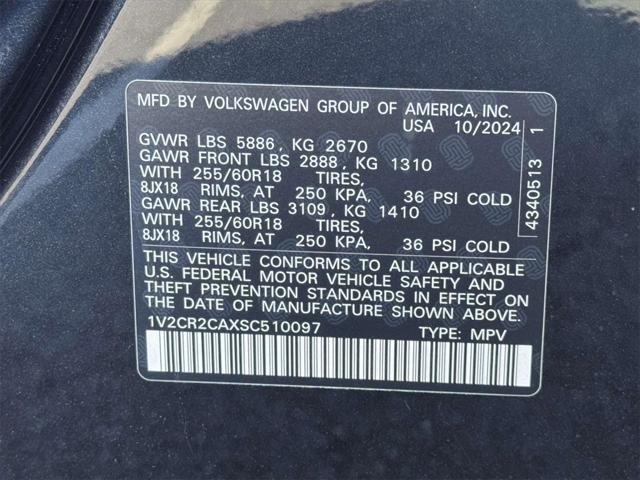 MFD BY VOLKSWAGEN GROUP OF AMERICA, INC.
USA 10/2024
GVWR LBS 5886, KG 2670
GAWR FRONT LBS 2888, KG 1310
WITH 255/60R18 TIRES,
8JX18 RIMS, AT 250 KPA, 36 PSI COLD
GAWR REAR LBS 3109, KG 1410
WITH 255/60R18 TIRES,
8JX18 RIMS, AT 250 KPA, 36 PSI COLD
THIS VEHICLE CONFORMS TO ALL APPLICABLE
U.S. FEDERAL MOTOR VEHICLE SAFETY AND
THEFT PREVENTION STANDARDS IN EFFECT ON
THE DATE OF MANUFACTURE SHOWN ABOVE.
1V2CR2CAXSC510097 TYPE: MPV
4340513 1